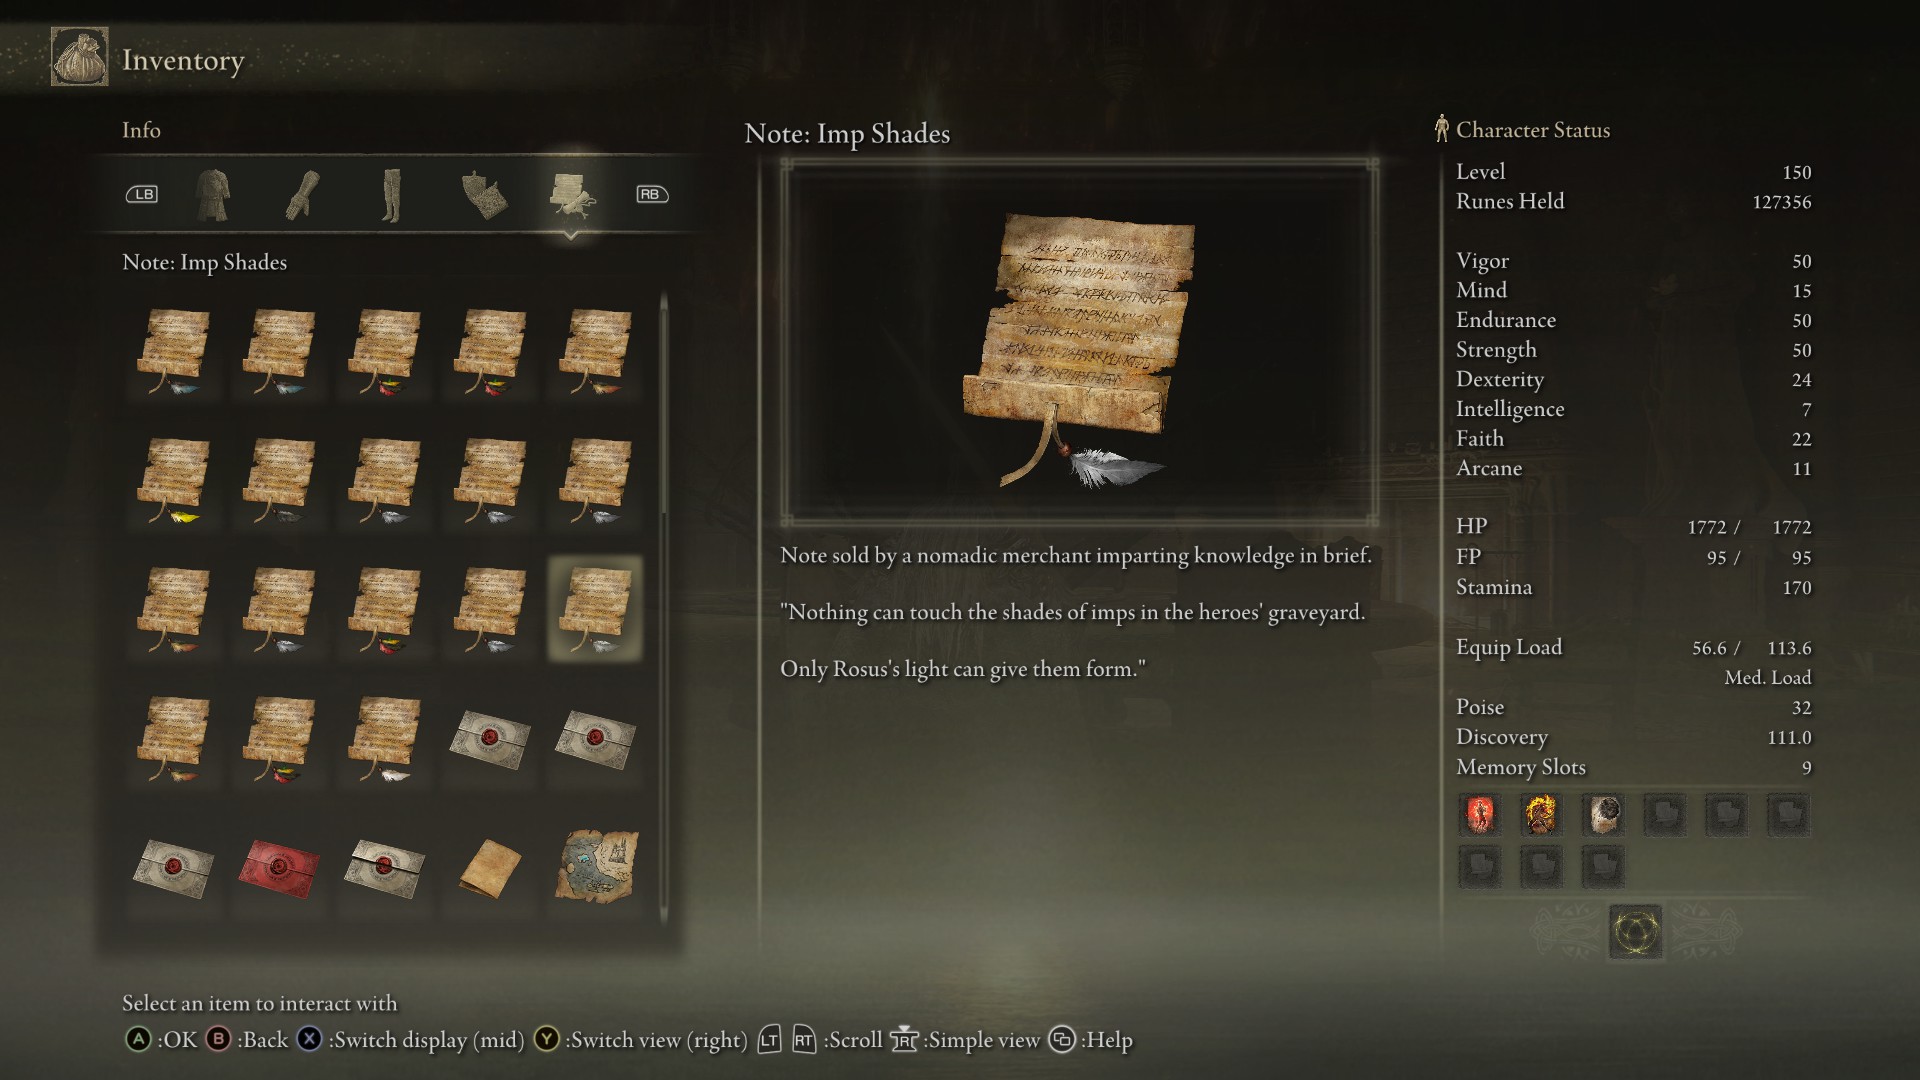 Inventory
Info
LB
RB
Note: Imp Shades
Note: Imp Shades
Note sold by a nomadic merchant imparting knowledge in brief.
"Nothing can touch the shades of imps in the heroes' graveyard.
Only Rosus's light can give them form."
Character Status
Level 150
Runes Held 127356
Vigor 50
Mind 15
Endurance 50
Strength 50
Dexterity 24
Intelligence 7
Faith 22
Arcane 11
HP 1772 / 1772
FP 95 / 95
Stamina 170
Equip Load 56.6 / 113.6
Med. Load
Poise 32
Discovery 111.0
Memory Slots 9
Select an item to interact with
A :OK B :Back X :Switch display (mid) Y :Switch view (right) LT RT :Scroll R :Simple view :Help